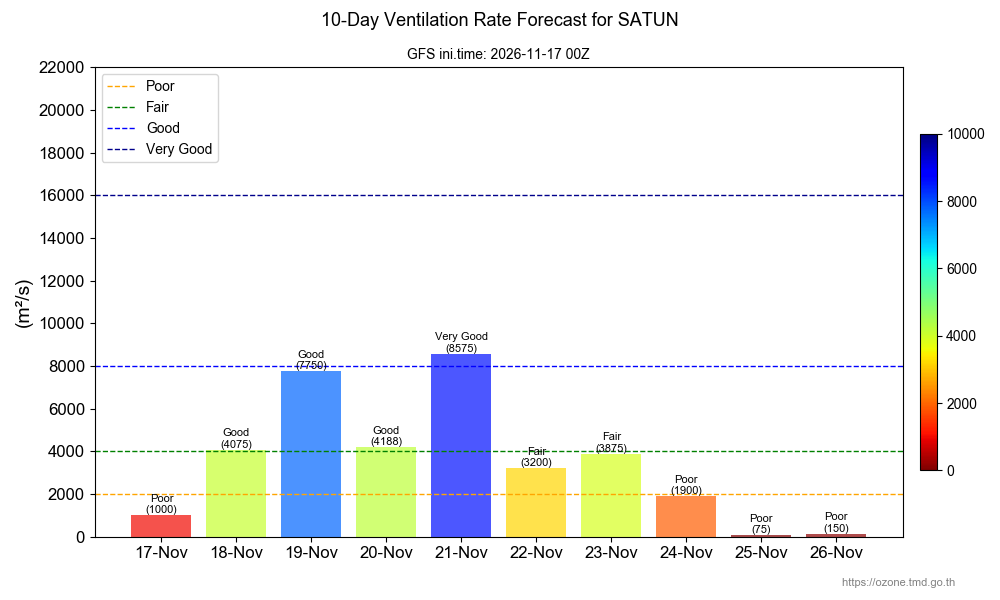 10-Day Ventilation Rate Forecast for SATUN
GFS ini.time: 2026-11-17 00Z
22000
20000
18000
16000
14000
12000
10000
8000
6000
4000
2000
0
(m²/s)
Poor
Fair
Good
Very Good
Poor
(1000)
Good
(4075)
Good
(7750)
Good
(4188)
Very Good
(8575)
Fair
(3200)
Fair
(3875)
Poor
(1900)
Poor
(75)
Poor
(150)
17-Nov 18-Nov 19-Nov 20-Nov 21-Nov 22-Nov 23-Nov 24-Nov 25-Nov 26-Nov
10000
8000
6000
4000
2000
0
https://ozone.tmd.go.th